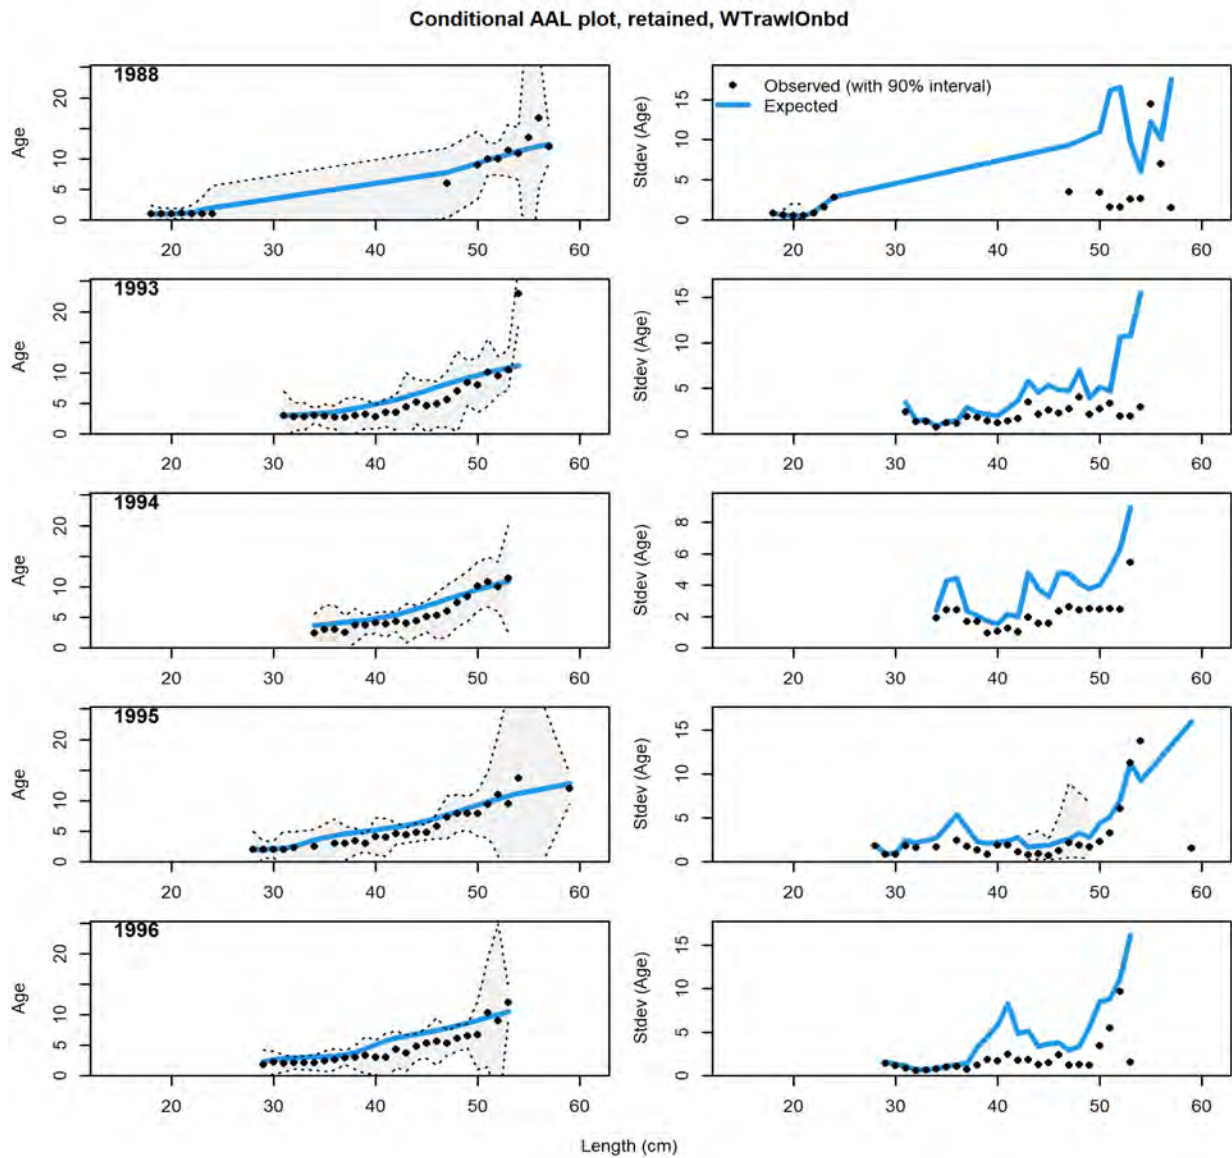 Conditional AAL plot, retained, WTrawlOnbd
1988
Age
0 5 10 20
20 30 40 50 60
Observed (with 90% interval)
Expected
Stdev (Age)
0 5 10 15
20 30 40 50 60
1993
Age
0 5 10 20
20 30 40 50 60
Stdev (Age)
0 5 10 15
20 30 40 50 60
1994
Age
0 5 10 20
20 30 40 50 60
Stdev (Age)
0 2 4 6 8
20 30 40 50 60
1995
Age
0 5 10 20
20 30 40 50 60
Stdev (Age)
0 5 10 15
20 30 40 50 60
1996
Age
0 5 10 20
20 30 40 50 60
Stdev (Age)
0 5 10 15
20 30 40 50 60
Length (cm)